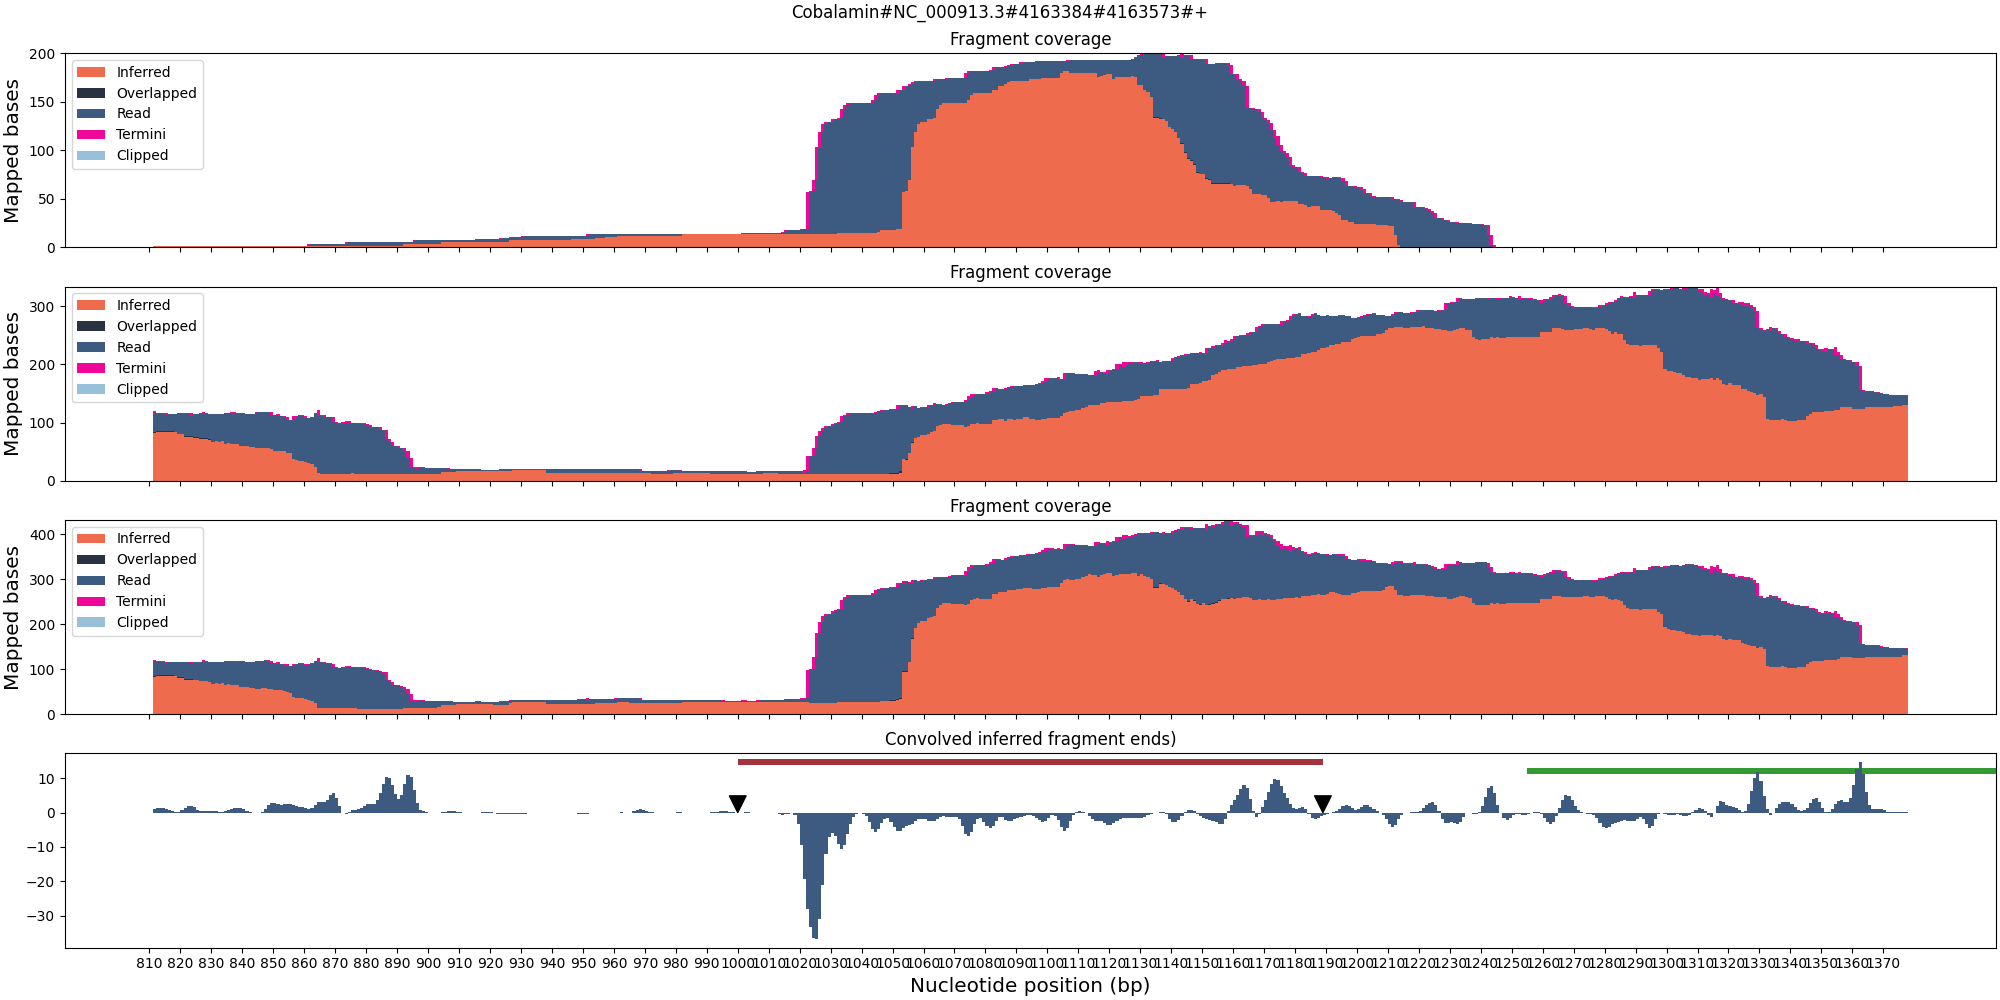 Cobalamin#NC_000913.3#4163384#4163573#+
Fragment coverage
Mapped bases
200
150
100
50
0
Inferred
Overlapped
Read
Termini
Clipped
Fragment coverage
Mapped bases
300
200
100
0
Inferred
Overlapped
Read
Termini
Clipped
Fragment coverage
Mapped bases
400
300
200
100
0
Inferred
Overlapped
Read
Termini
Clipped
Convolved inferred fragment ends)
10
0
−10
−20
−30
810 820 830 840 850 860 870 880 890 900 910 920 930 940 950 960 970 980 990 1000 1010 1020 1030 1040 1050 1060 1070 1080 1090 1100 1110 1120 1130 1140 1150 1160 1170 1180 1190 1200 1210 1220 1230 1240 1250 1260 1270 1280 1290 1300 1310 1320 1330 1340 1350 1360 1370
Nucleotide position (bp)